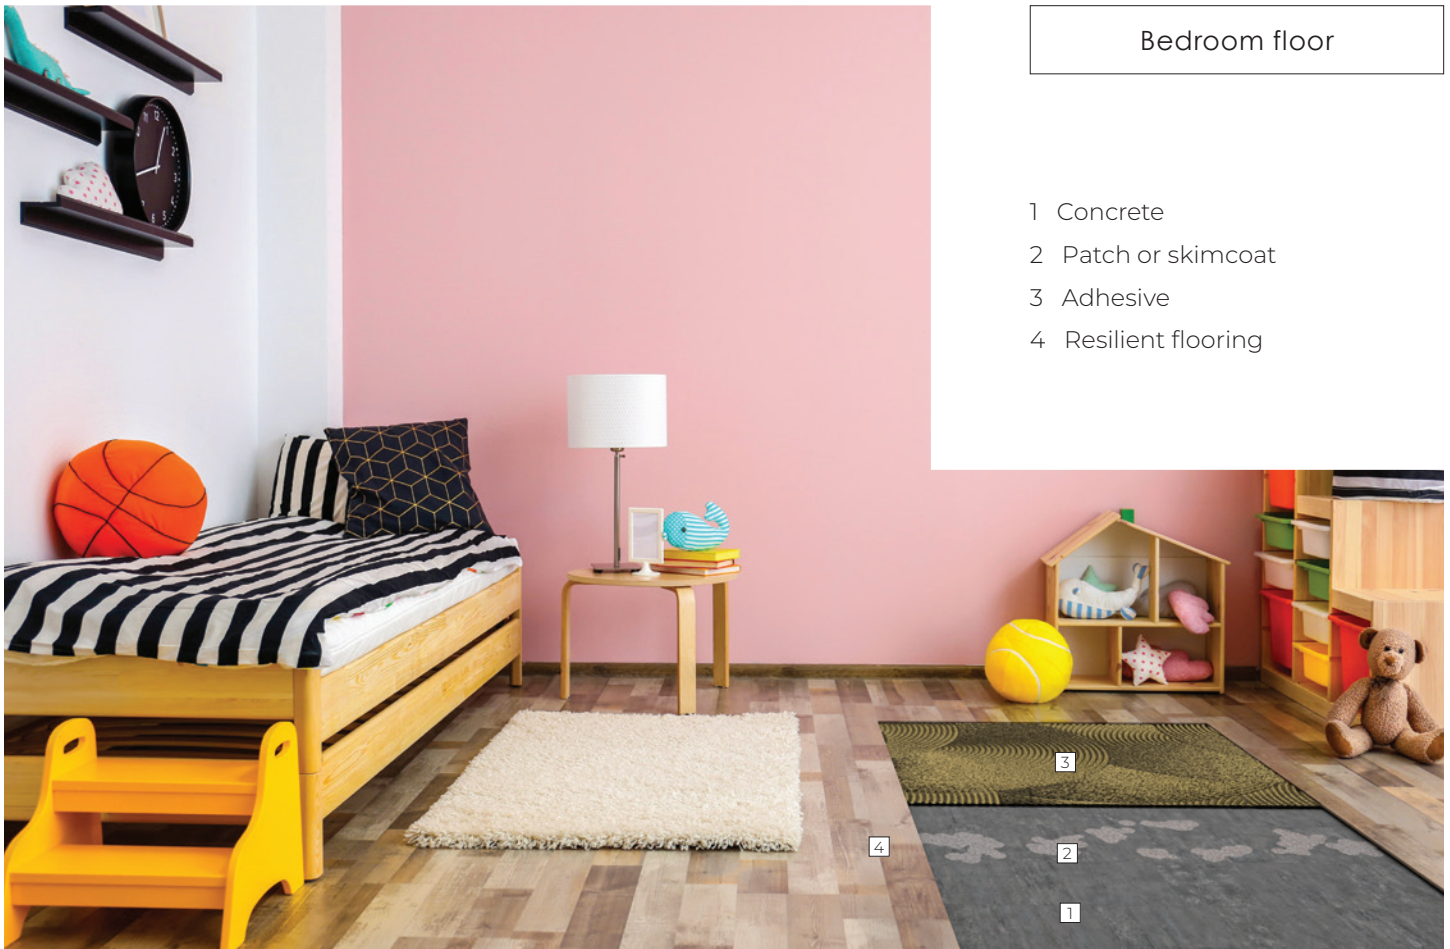 Bedroom floor
1 Concrete
2 Patch or skimcoat
3 Adhesive
4 Resilient flooring
3
4
2
1